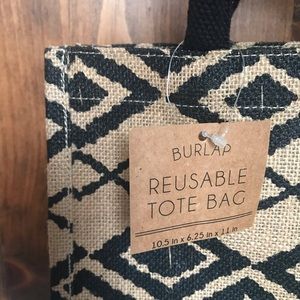 BURLAP
REUSABLE
TOTE BAG
10.5 in x 6.25 in x 11 in